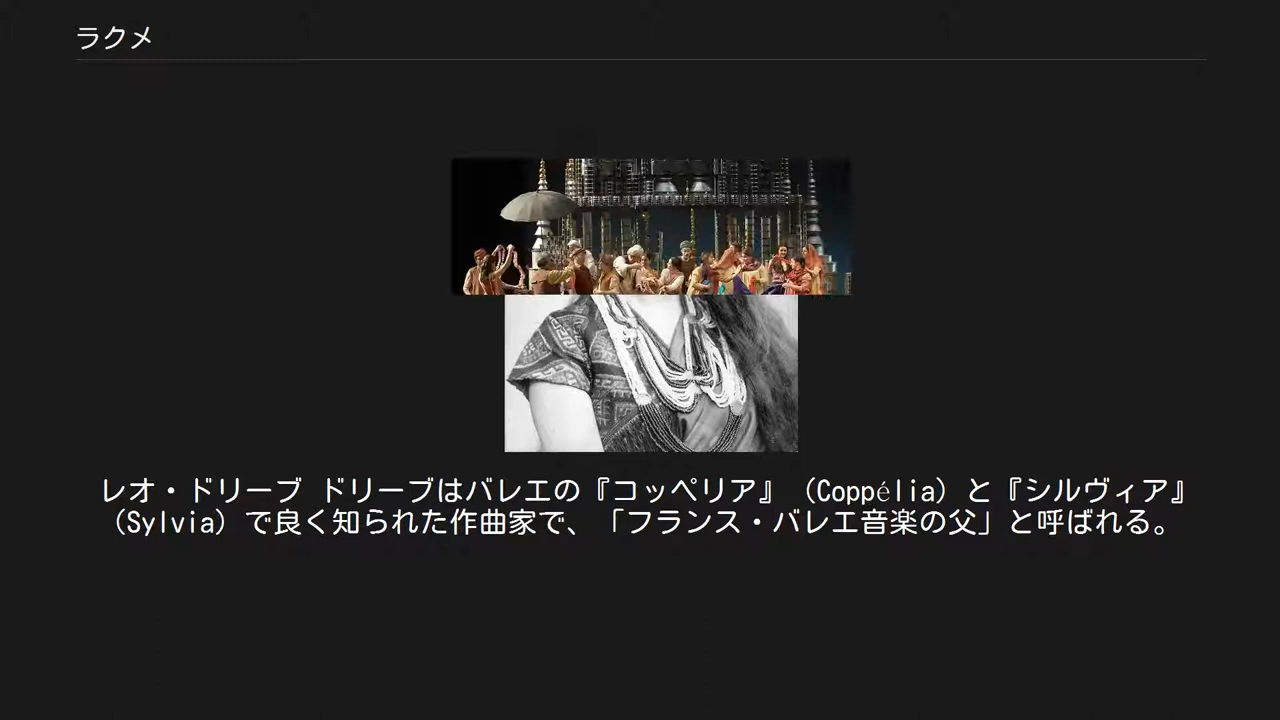 ラクメ
レオ・ドリーブ ドリーブはバレエの『コッペリア』（Coppélia）と『シルヴィア』
（Sylvia）で良く知られた作曲家で、「フランス・バレエ音楽の父」と呼ばれる。